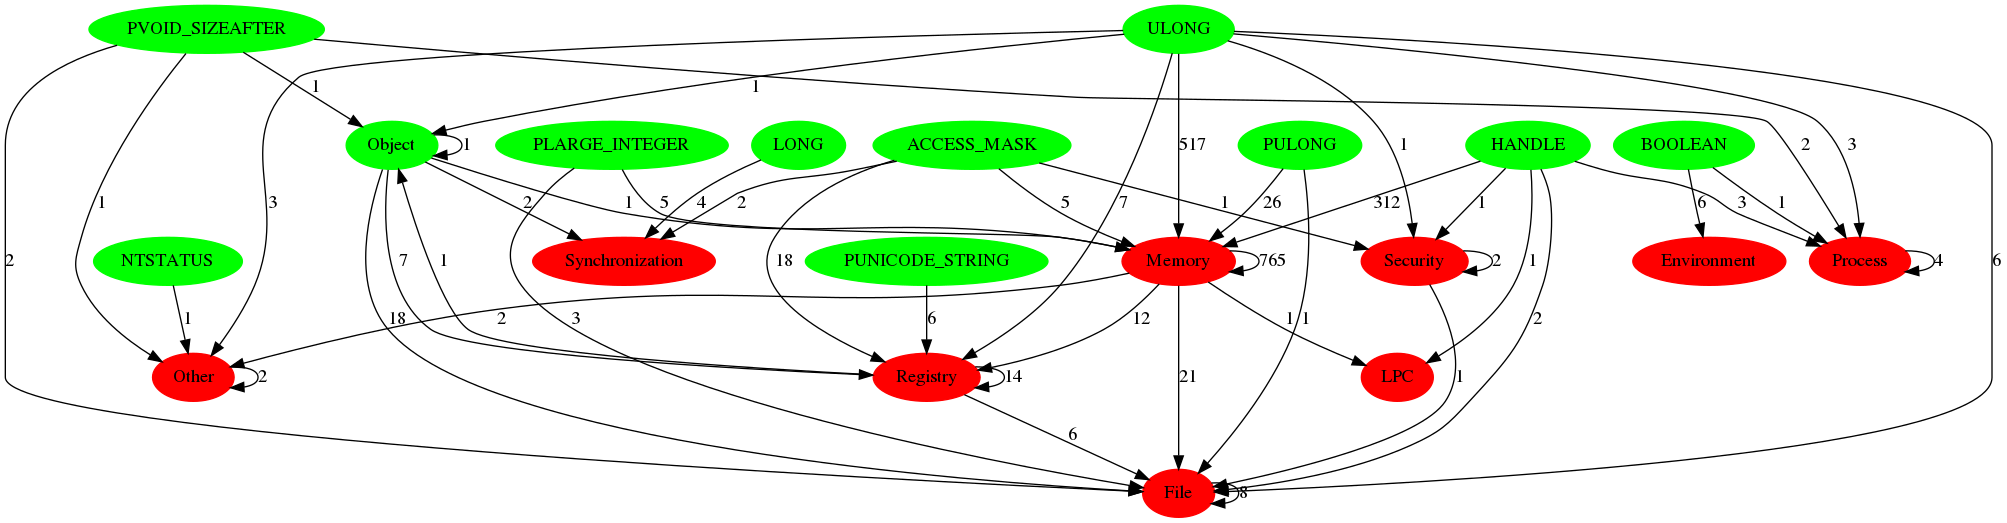 PVOID_SIZEAFTER
ULONG
1
1
Object
1
PLARGE_INTEGER
LONG
ACCESS_MASK
517
PULONG
1
HANDLE
BOOLEAN
2
3
1
3
2
1
5
4
2
5
1
7
26
312
1
3
6
1
2
NTSTATUS
7
1
Synchronization
18
PUNICODE_STRING
Memory
765
Security
2
Environment
Process
4
6
1
18
2
3
6
12
1
1
1
2
Other
2
Registry
14
21
LPC
1
6
File
8